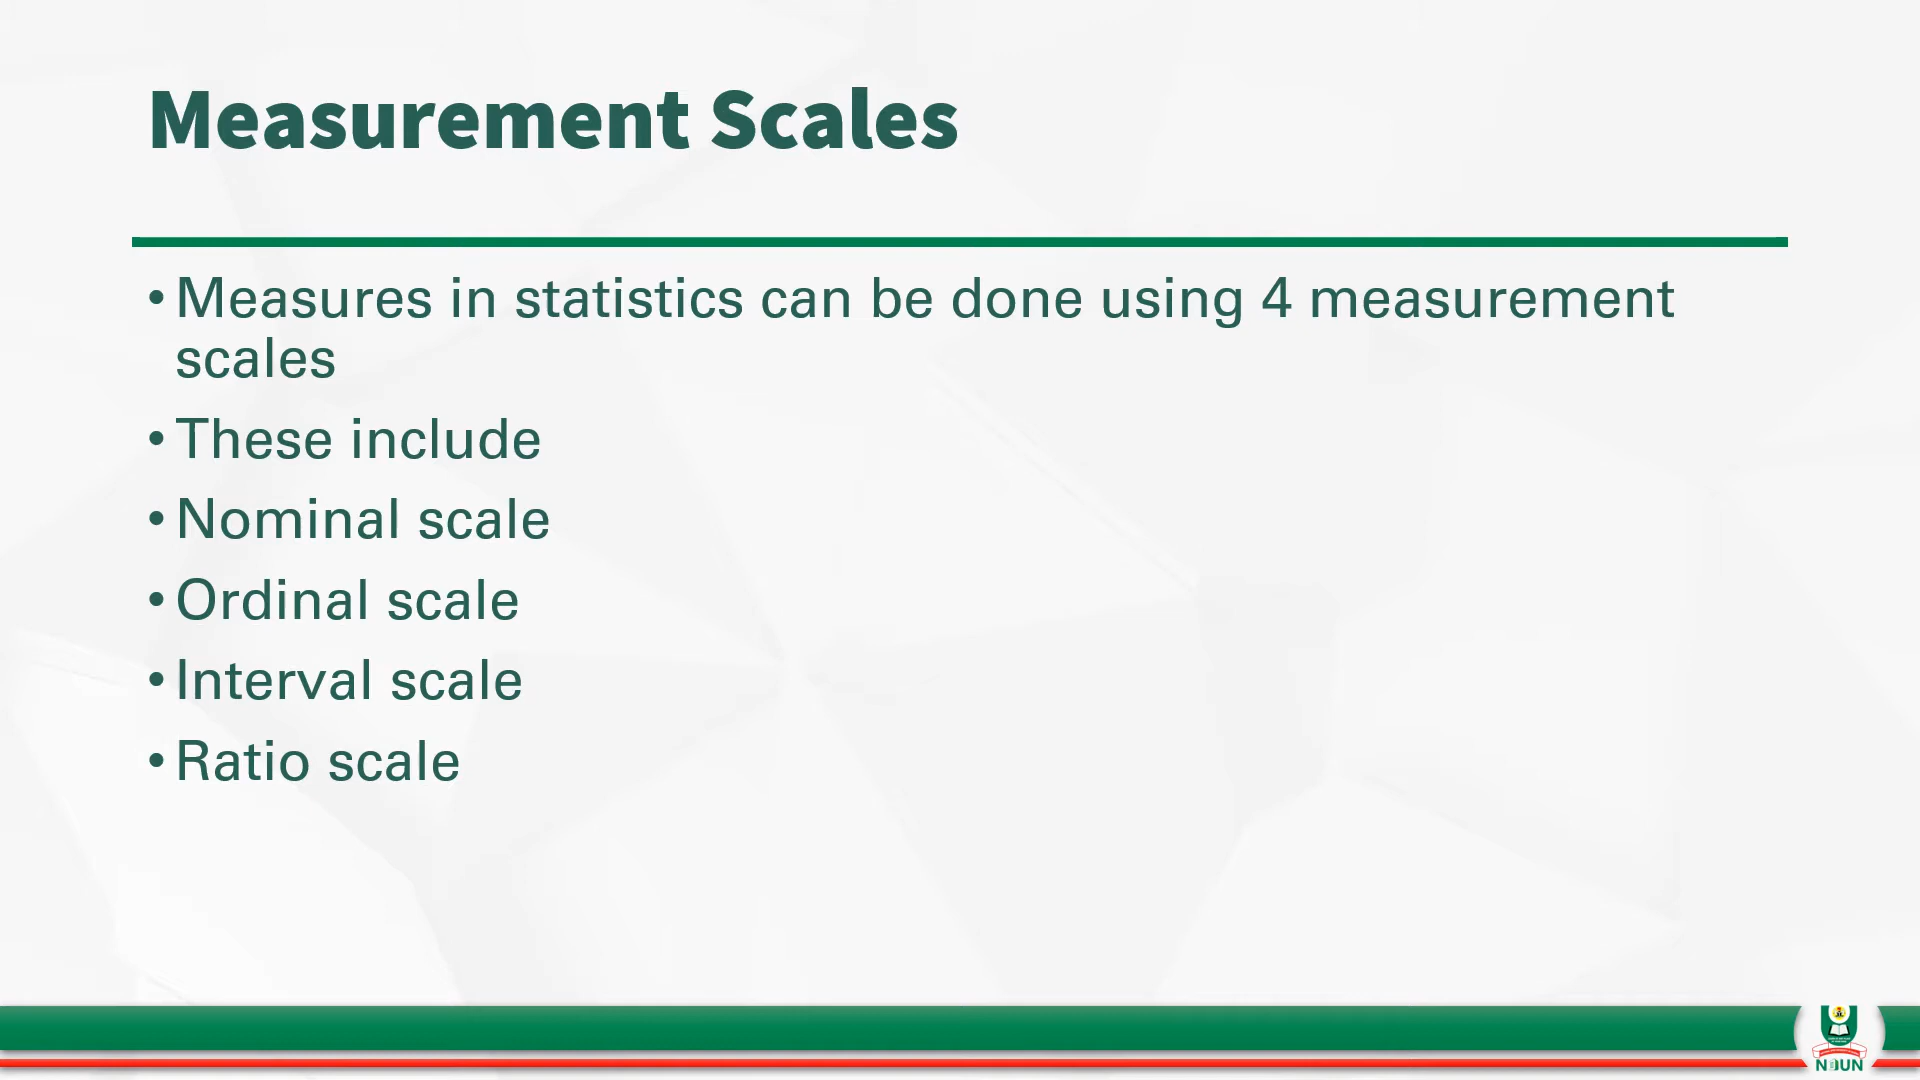 Measurement Scales
• Measures in statistics can be done using 4 measurement
scales
• These include
• Nominal scale
• Ordinal scale
• Interval scale
• Ratio scale
NOUN